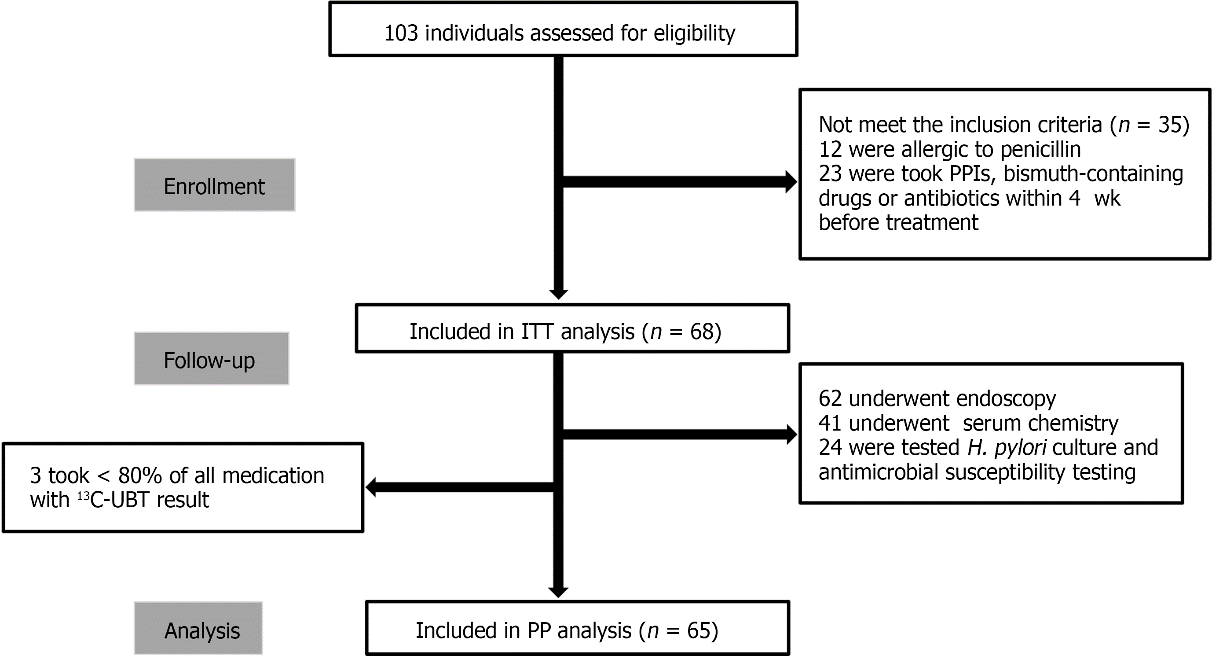 103 individuals assessed for eligibility
Enrollment
Not meet the inclusion criteria (n = 35)
12 were allergic to penicillin
23 were took PPIs, bismuth-containing
drugs or antibiotics within 4 wk
before treatment
Included in ITT analysis (n = 68)
Follow-up
62 underwent endoscopy
41 underwent serum chemistry
24 were tested H. pylori culture and
antimicrobial susceptibility testing
3 took < 80% of all medication
with ¹³C-UBT result
Analysis
Included in PP analysis (n = 65)